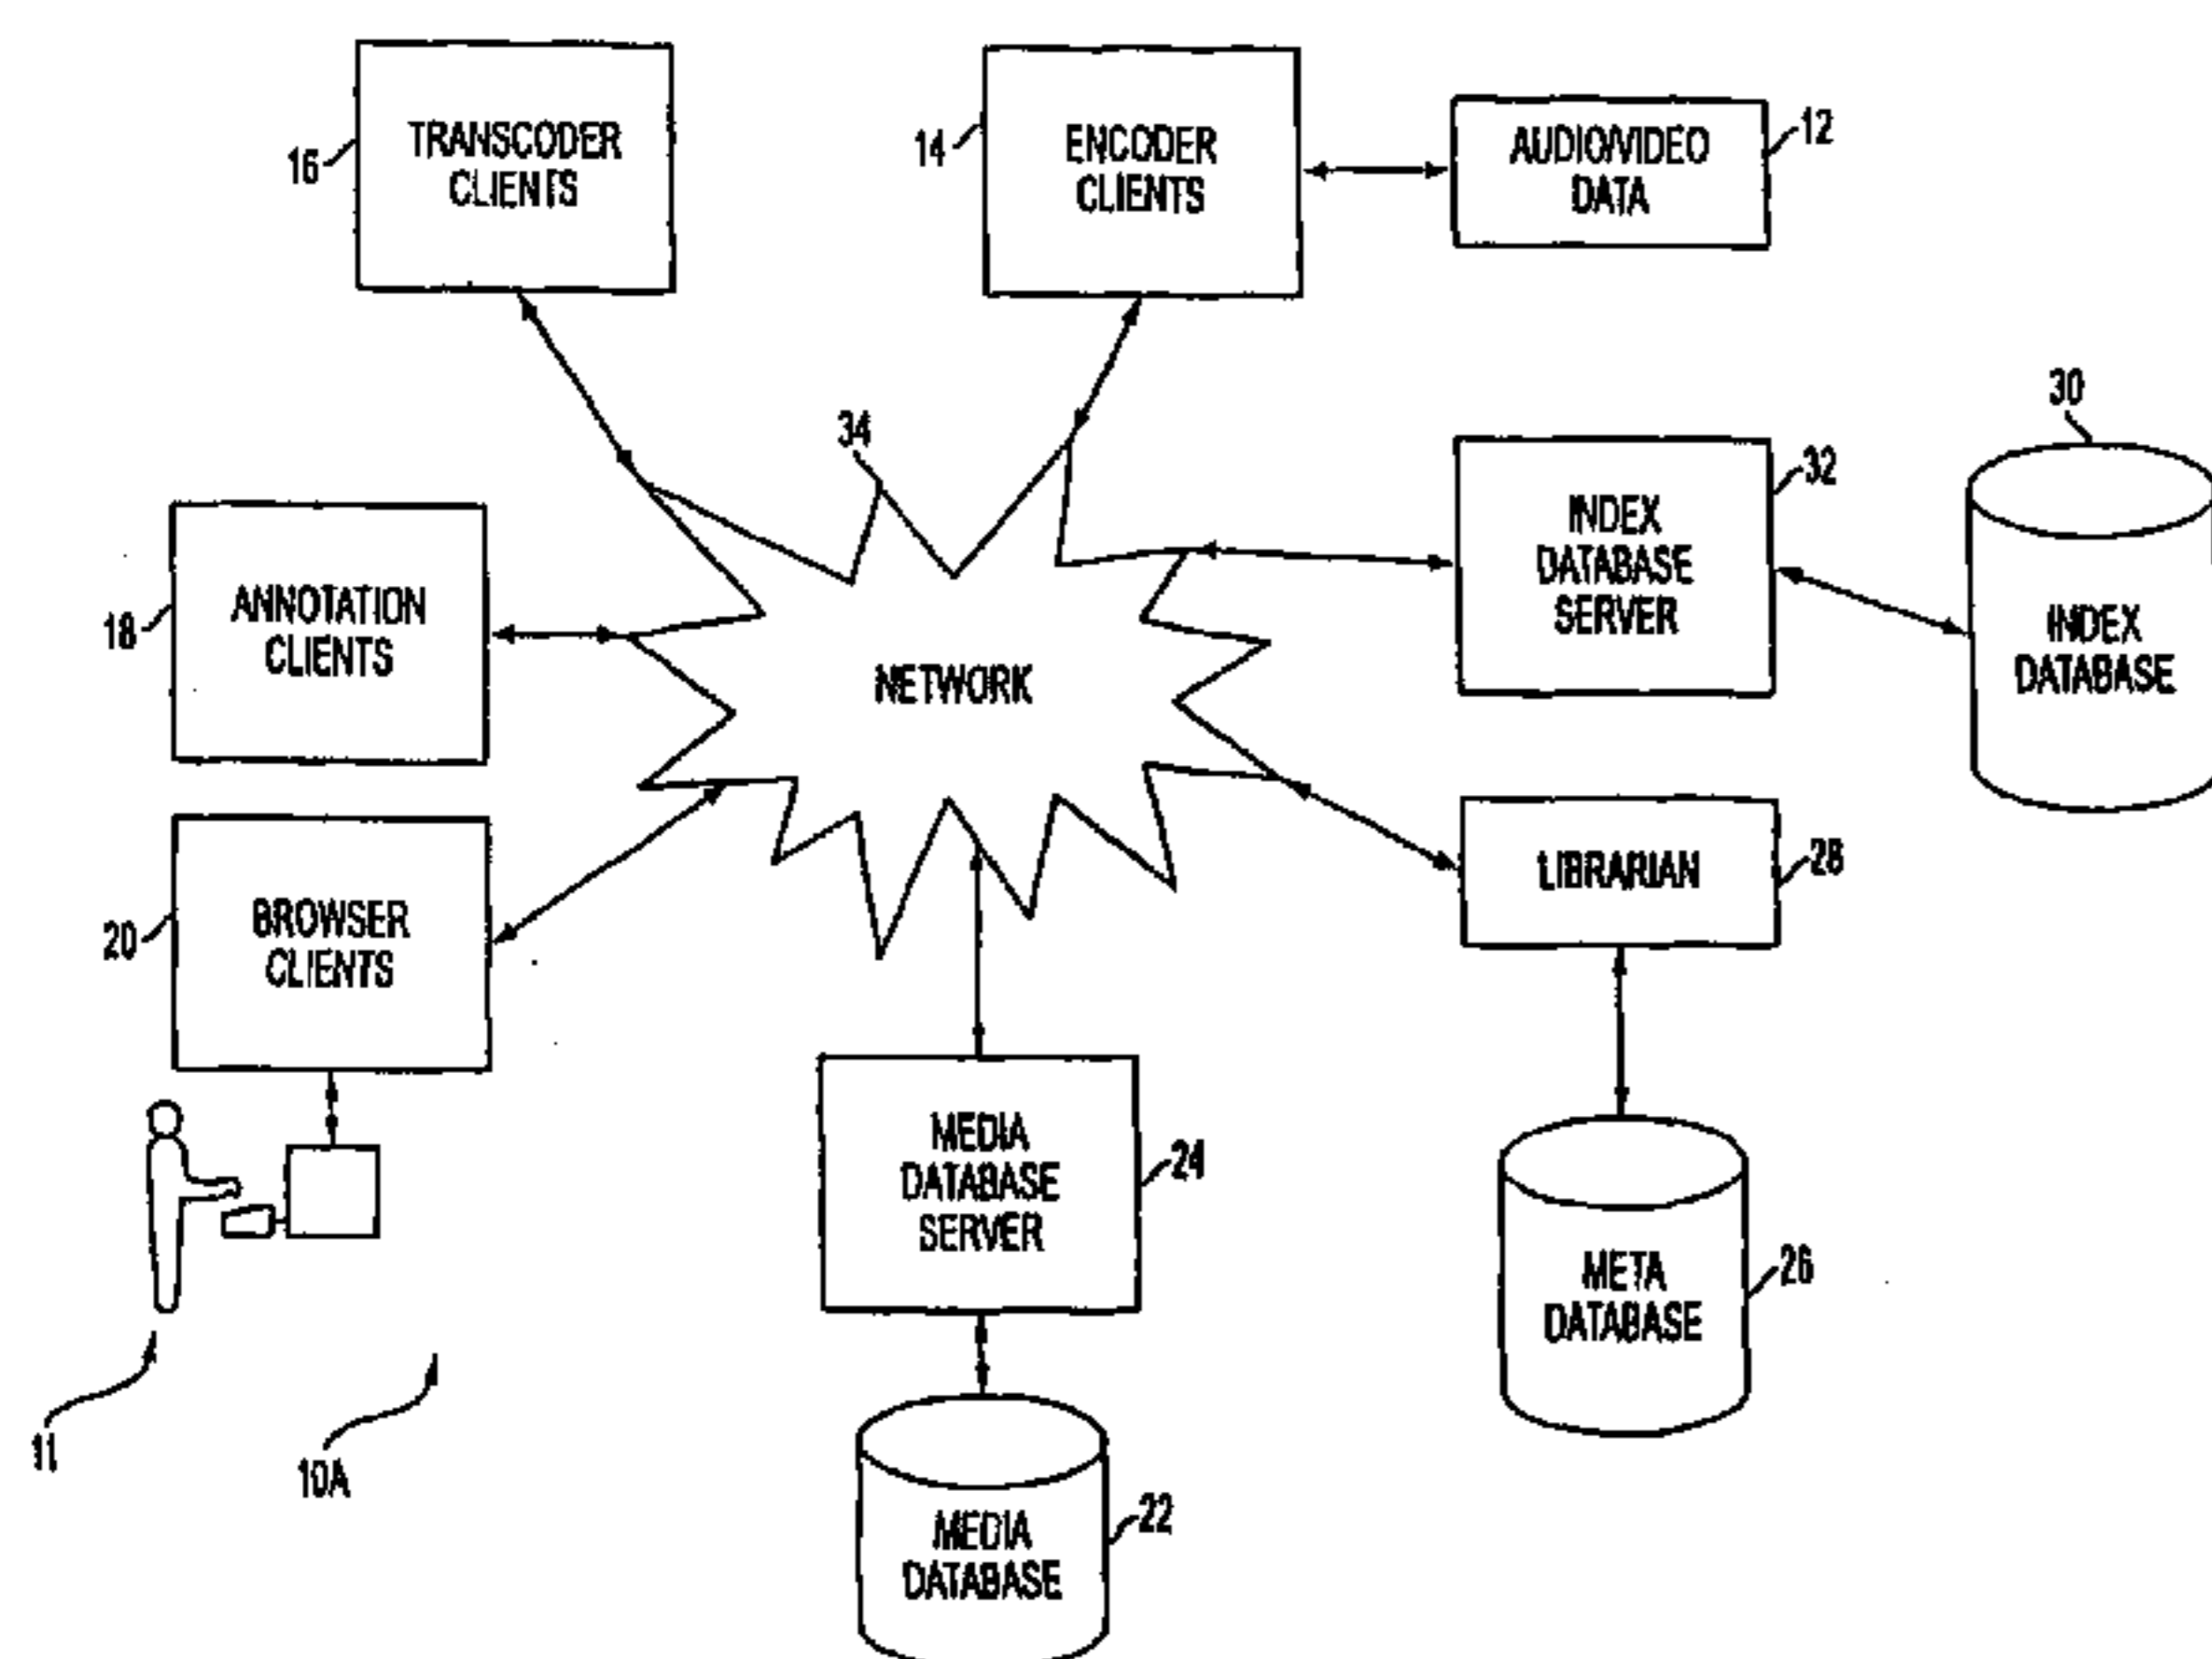 16
TRANSCODER
CLIENTS
14
ENCODER
CLIENTS
AUDIO/VIDEO
DATA
12
34
30
32
INDEX
DATABASE
SERVER
INDEX
DATABASE
18
ANNOTATION
CLIENTS
NETWORK
20
BROWSER
CLIENTS
LIBRARIAN
28
MEDIA
DATABASE
SERVER
24
META
DATABASE
26
11
10A
MEDIA
DATABASE
22